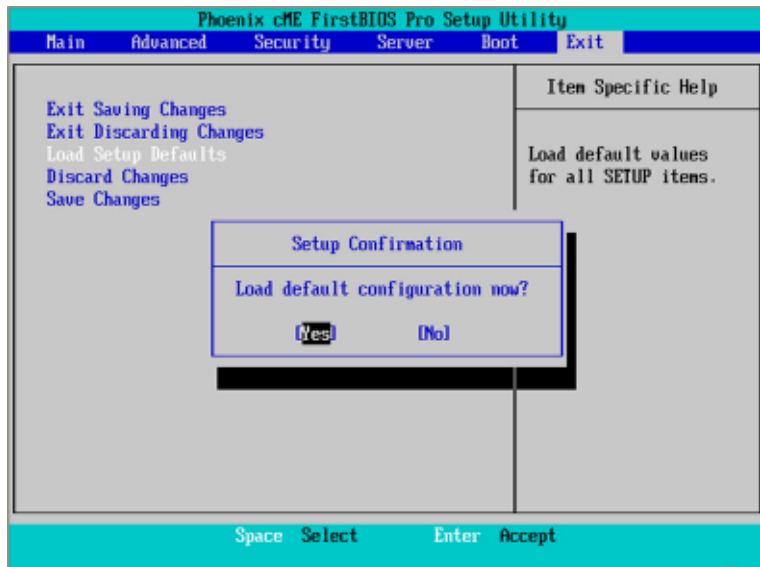 Phoenix cME FirstBIOS Pro Setup Utility
Main Advanced Security Server Boot Exit
Item Specific Help
Exit Saving Changes
Exit Discarding Changes
Load Setup Defaults
Discard Changes
Save Changes
Load default values
for all SETUP items.
Setup Confirmation
Load default configuration now?
[Yes] [No]
Space Select Enter Accept